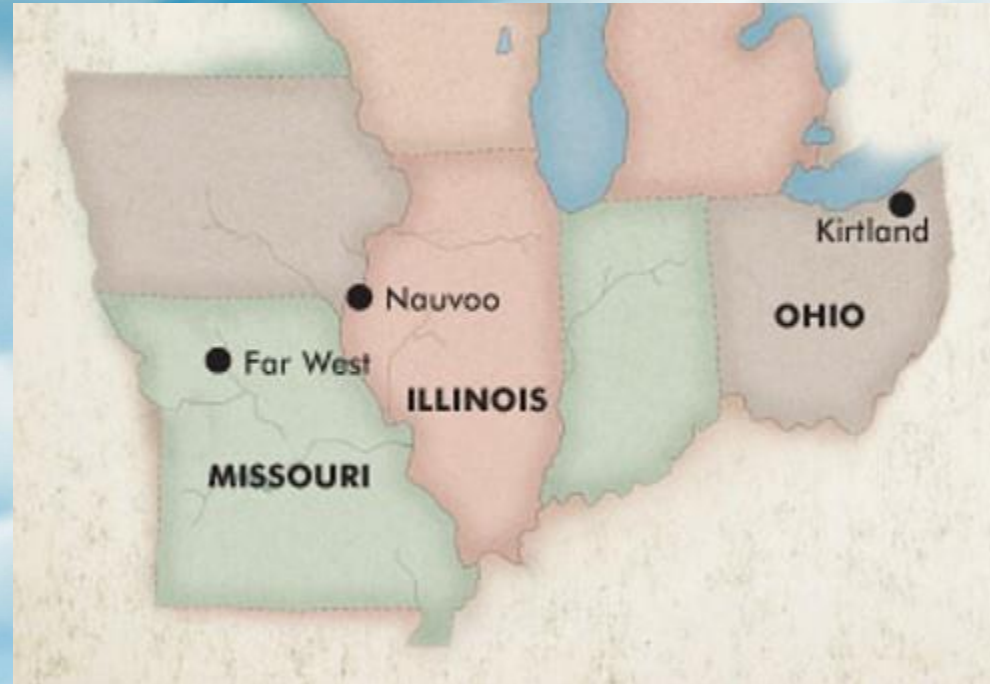 Kirtland
OHIO
Nauvoo
Far West
ILLINOIS
MISSOURI